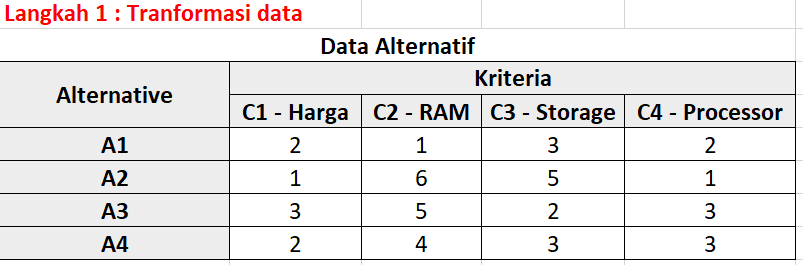 Langkah 1 : Tranformasi data
Data Alternatif
Alternative Kriteria
C1 - Harga C2 - RAM C3 - Storage C4 - Processor
A1 2 1 3 2
A2 1 6 5 1
A3 3 5 2 3
A4 2 4 3 3